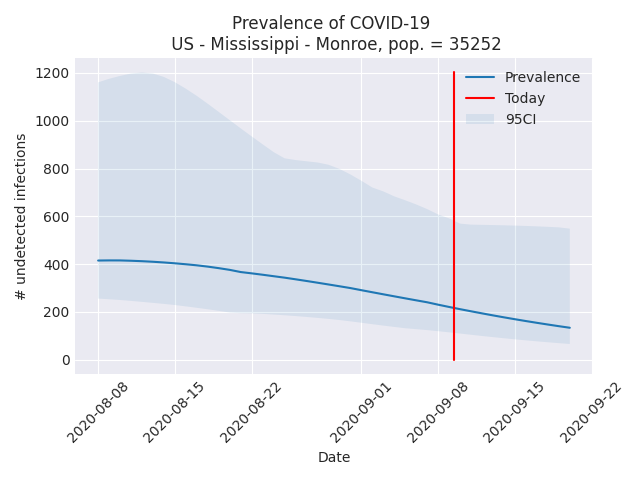 Prevalence of COVID-19
US - Mississippi - Monroe, pop. = 35252
Prevalence
Today
95CI
# undetected infections
1200
1000
800
600
400
200
0
2020-08-08
2020-08-15
2020-08-22
2020-09-01
2020-09-08
2020-09-15
2020-09-22
Date